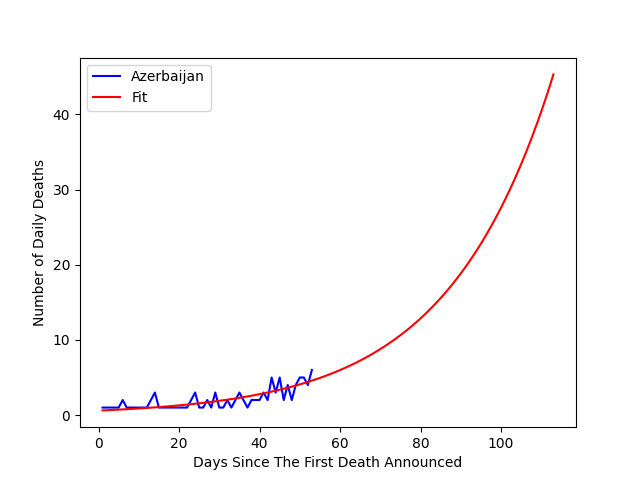 Azerbaijan
Fit
Number of Daily Deaths
40
30
20
10
0
0 20 40 60 80 100
Days Since The First Death Announced